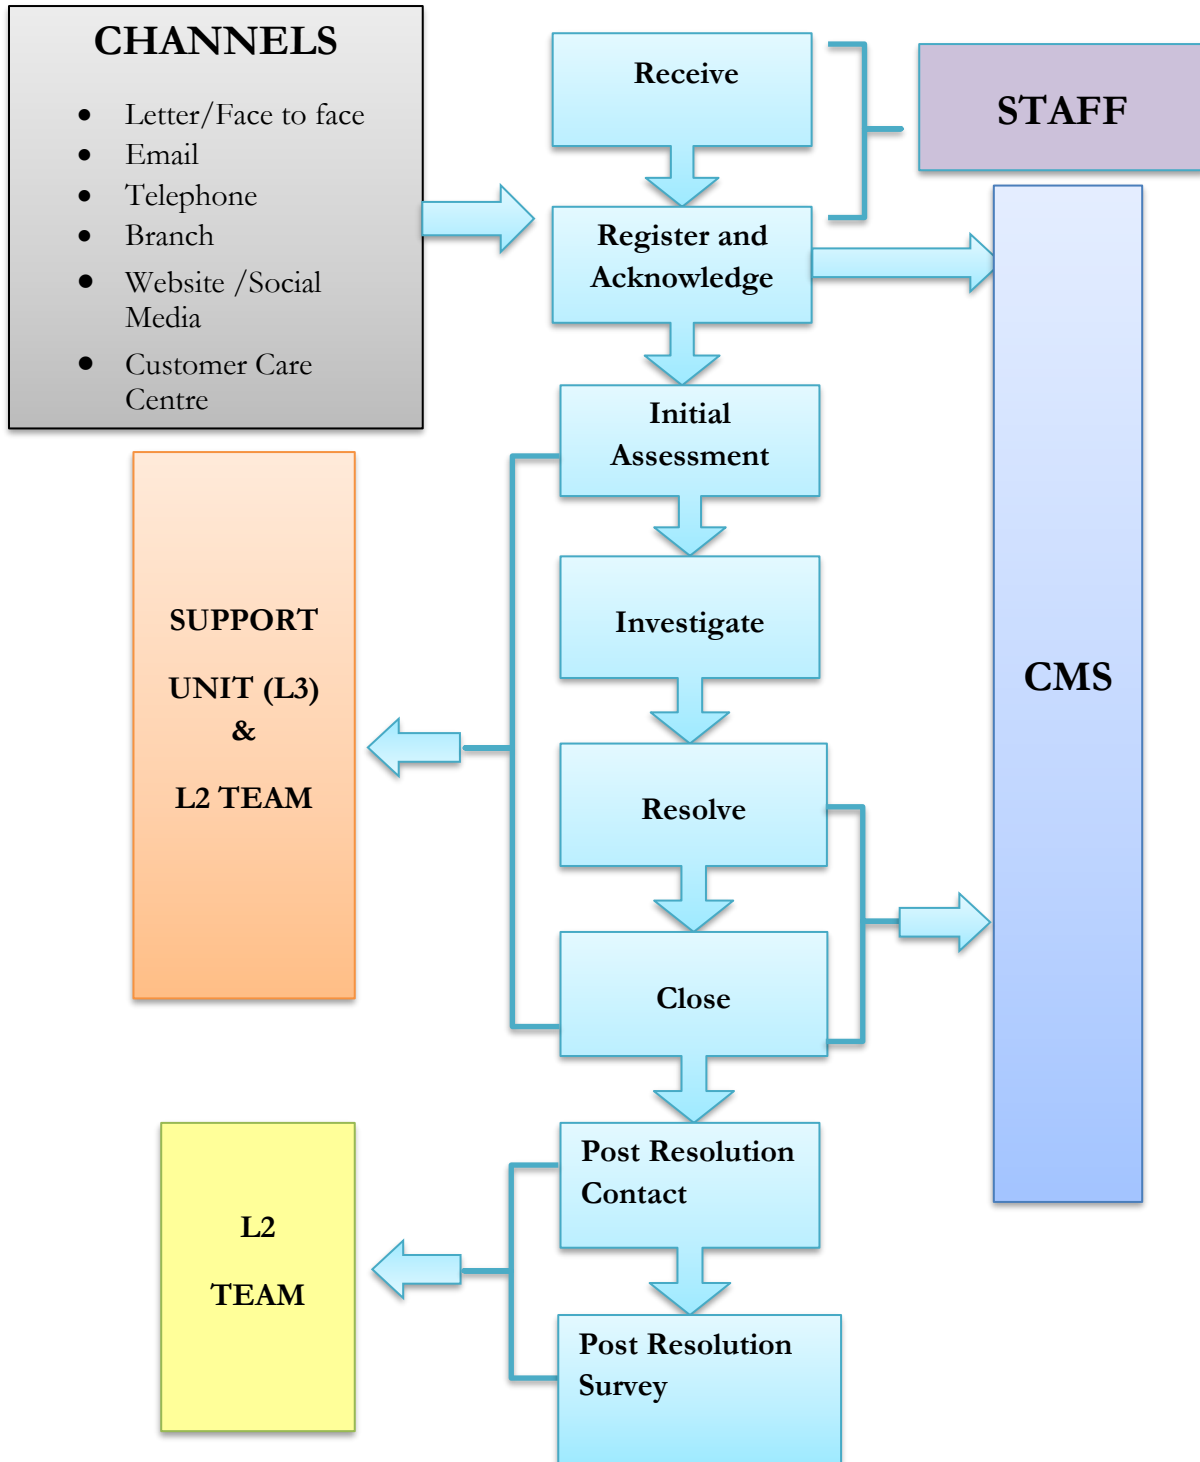 CHANNELS
• Letter/Face to face
• Email
• Telephone
• Branch
• Website /Social
Media
• Customer Care
Centre
Receive
STAFF
Register and
Acknowledge
Initial
Assessment
Investigate
Resolve
Close
SUPPORT
UNIT (L3)
&
L2 TEAM
CMS
Post Resolution
Contact
L2
TEAM
Post Resolution
Survey